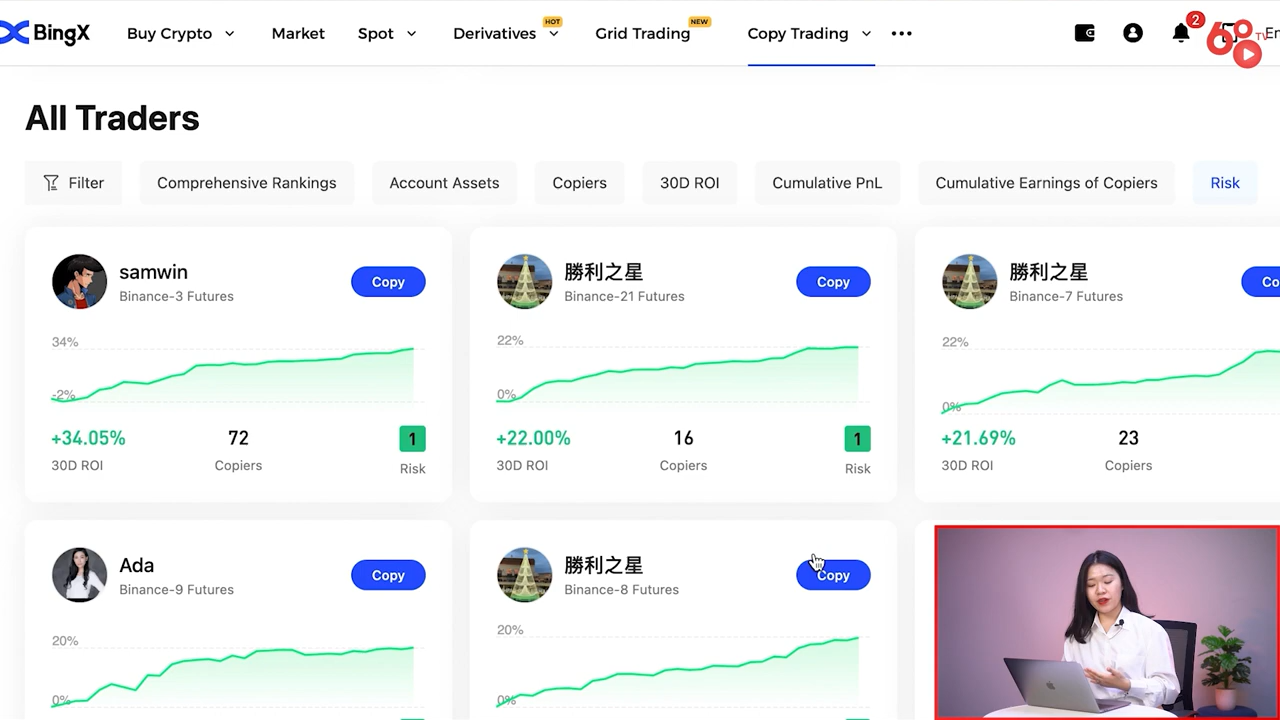 BingX
Buy Crypto
Market
Spot
Derivatives
HOT
Grid Trading
NEW
Copy Trading
2
68
TV
En
All Traders
Filter
Comprehensive Rankings
Account Assets
Copiers
30D ROI
Cumulative PnL
Cumulative Earnings of Copiers
Risk
samwin
Binance-3 Futures
Copy
34%
-2%
+34.05%
72
1
30D ROI
Copiers
Risk
勝利之星
Binance-21 Futures
Copy
22%
0%
+22.00%
16
1
30D ROI
Copiers
Risk
勝利之星
Binance-7 Futures
Co
22%
0%
+21.69%
23
30D ROI
Copiers
Ada
Binance-9 Futures
Copy
20%
0%
勝利之星
Binance-8 Futures
Copy
20%
0%